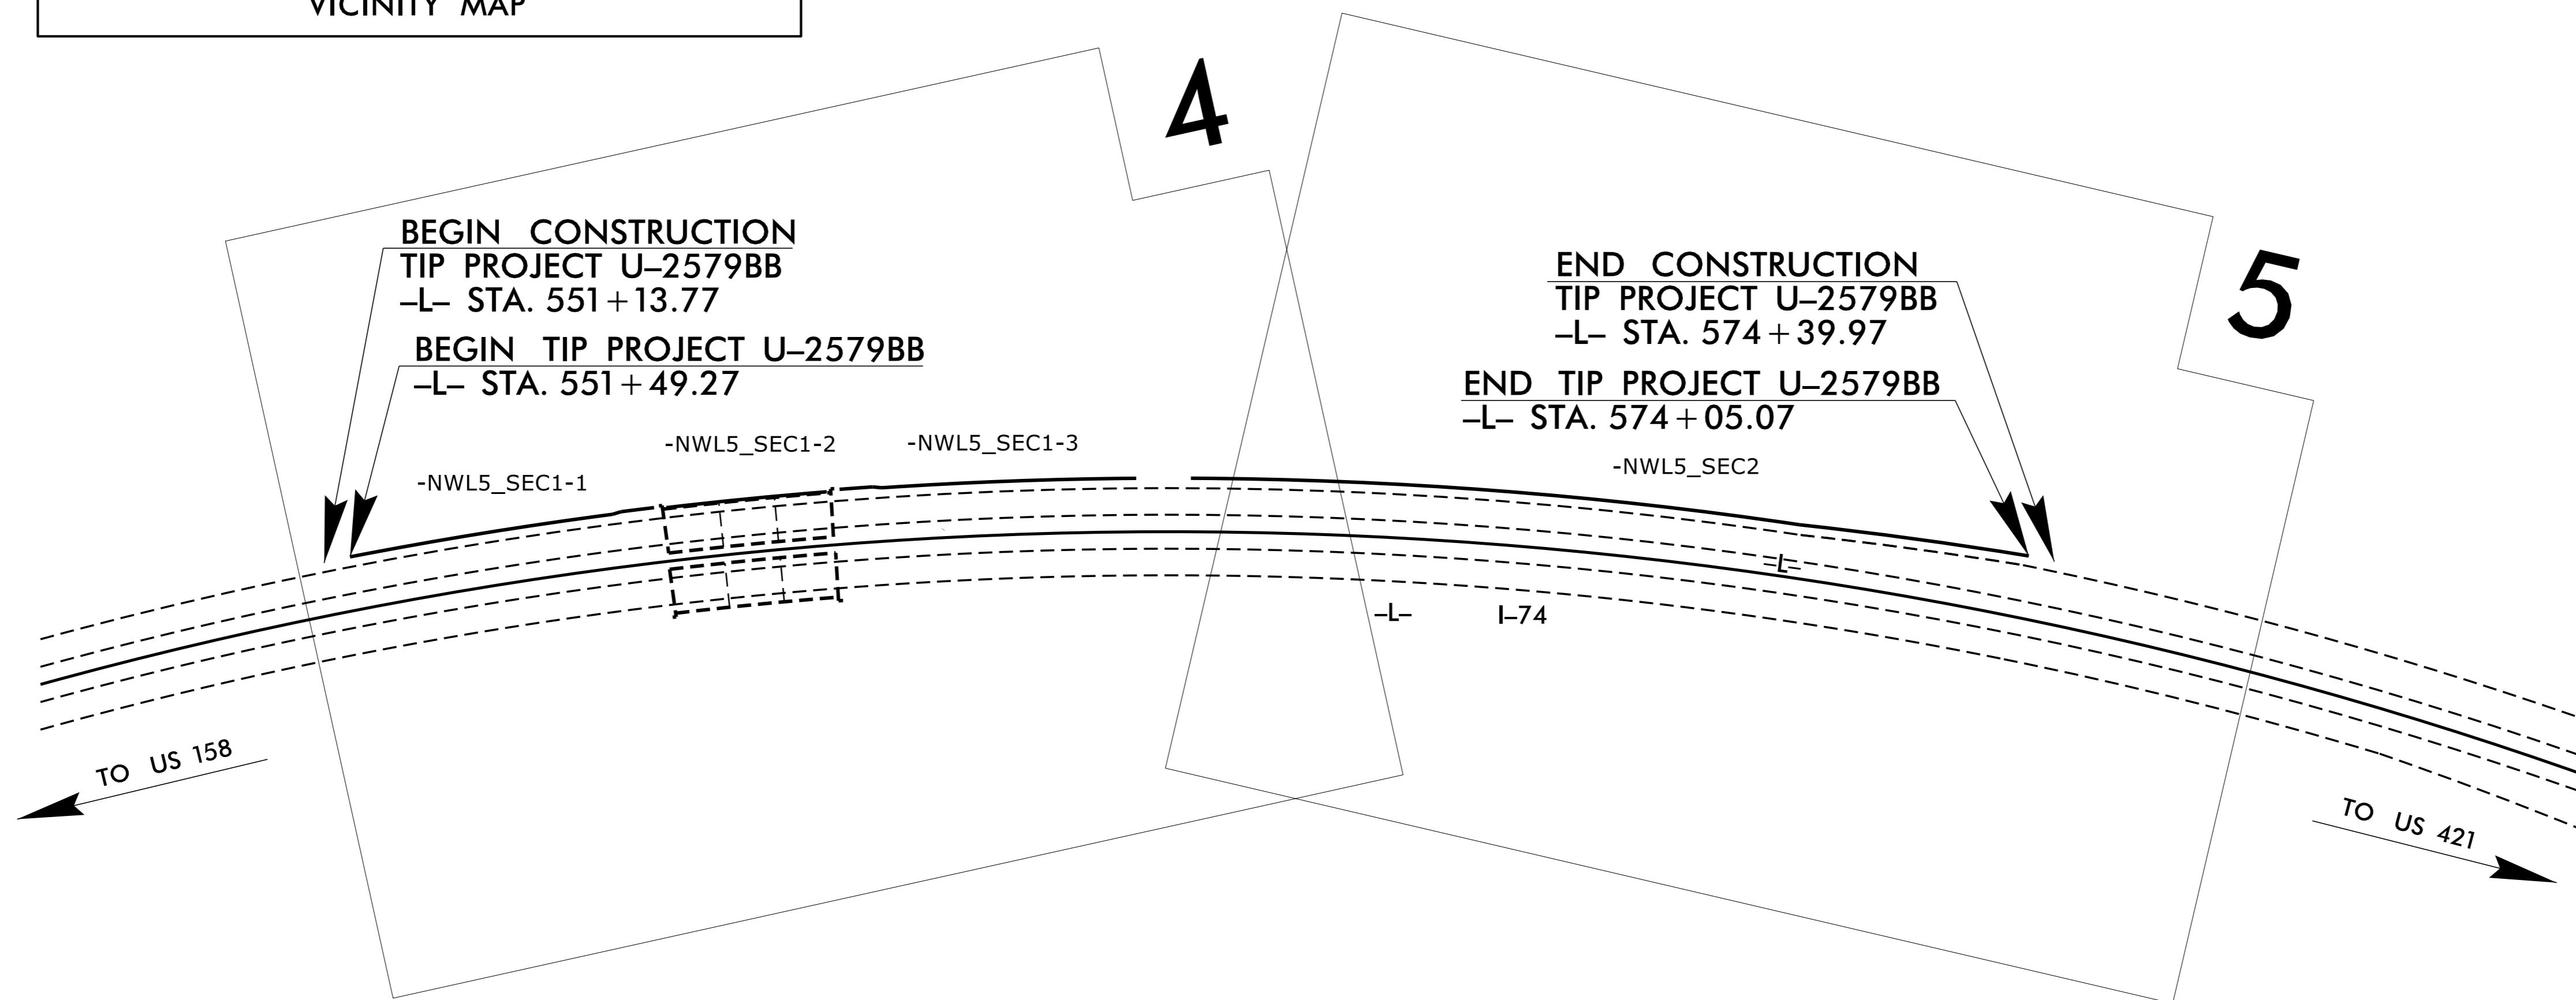 VICINITY MAP
4
5
BEGIN CONSTRUCTION
TIP PROJECT U–2579BB
–L– STA. 551+13.77
BEGIN TIP PROJECT U–2579BB
–L– STA. 551+49.27
END CONSTRUCTION
TIP PROJECT U–2579BB
–L– STA. 574+39.97
END TIP PROJECT U–2579BB
–L– STA. 574+05.07
-NWL5_SEC1-1
-NWL5_SEC1-2
-NWL5_SEC1-3
-NWL5_SEC2
–L–
–L–
I–74
TO US 158
TO US 421